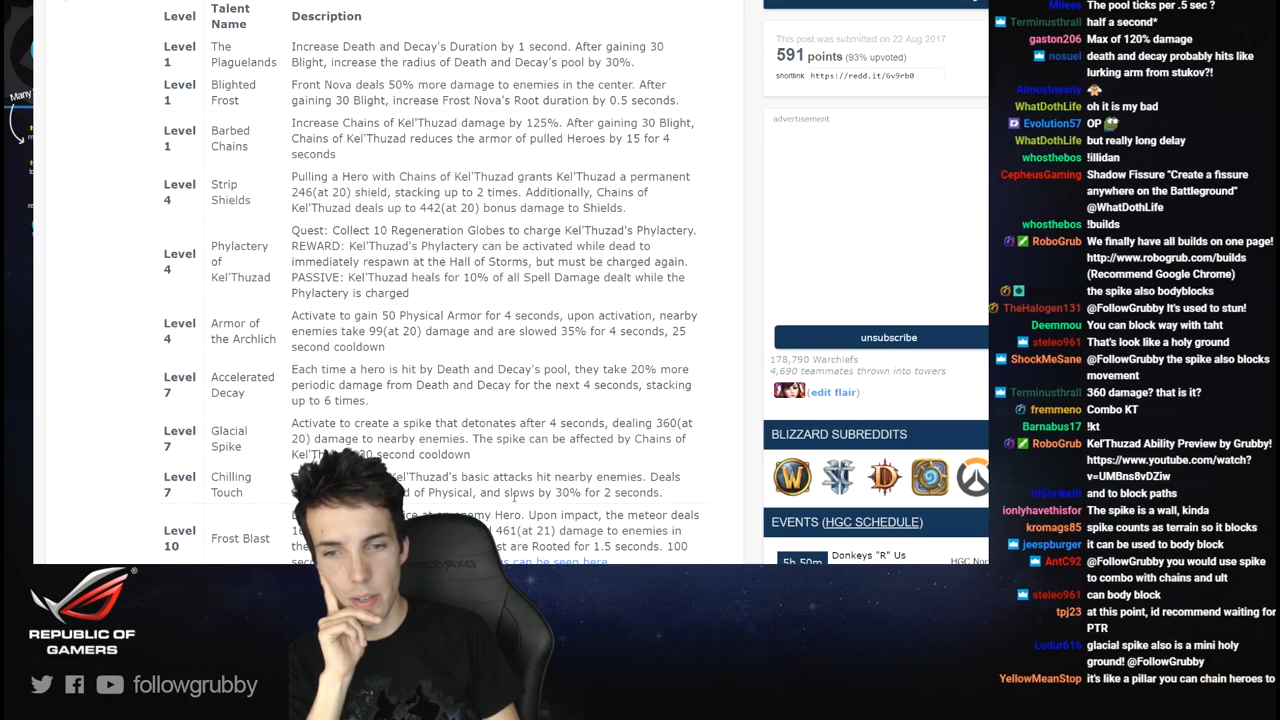 Level
Talent
Name
Description
Level
1
The
Plaguelands
Increase Death and Decay's Duration by 1 second. After gaining 30
Blight, increase the radius of Death and Decay's pool by 30%.
Level
1
Blighted
Frost
Front Nova deals 50% more damage to enemies in the center. After
gaining 30 Blight, increase Frost Nova's Root duration by 0.5 seconds.
Level
1
Barbed
Chains
Increase Chains of Kel'Thuzad damage by 125%. After gaining 30 Blight,
Chains of Kel'Thuzad reduces the armor of pulled Heroes by 15 for 4
seconds
Level
4
Strip
Shields
Pulling a Hero with Chains of Kel'Thuzad grants Kel'Thuzad a permanent
246(at 20) shield, stacking up to 2 times. Additionally, Chains of
Kel'Thuzad deals up to 442(at 20) bonus damage to Shields.
Level
4
Phylactery
of
Kel'Thuzad
Quest: Collect 10 Regeneration Globes to charge Kel'Thuzad's Phylactery.
REWARD: Kel'Thuzad's Phylactery can be activated while dead to
immediately respawn at the Hall of Storms, but must be charged again.
PASSIVE: Kel'Thuzad heals for 10% of all Spell Damage dealt while the
Phylactery is charged
Level
4
Armor of
the Archlich
Activate to gain 50 Physical Armor for 4 seconds, upon activation, nearby
enemies take 99(at 20) damage and are slowed 35% for 4 seconds, 25
second cooldown
Level
7
Accelerated
Decay
Each time a hero is hit by Death and Decay's pool, they take 20% more
periodic damage from Death and Decay for the next 4 seconds, stacking
up to 6 times.
Level
7
Glacial
Spike
Activate to create a spike that detonates after 4 seconds, dealing 360(at
20) damage to nearby enemies. The spike can be affected by Chains of
second cooldown
Level
7
Chilling
Touch
Kel'Thuzad's basic attacks hit nearby enemies. Deals
of Physical, and slows by 30% for 2 seconds.
Level
10
Frost Blast
Hero. Upon impact, the meteor deals
461(at 21) damage to enemies in
are Rooted for 1.5 seconds. 100
can be seen here
This post was submitted on 22 Aug 2017
591 points (93% upvoted)
shortlink: https://redd.it/6v9rb0
advertisement
unsubscribe
178,790 Warchiefs
4,690 teammates thrown into towers
(edit flair)
BLIZZARD SUBREDDITS
EVENTS (HGC SCHEDULE)
5h 50m
Donkeys "R" Us
Many
Miiees The pool ticks per .5 sec ?
Terminusthrall half a second*
gaston206 Max of 120% damage
nosuel death and decay probably hits like
lurking arm from stukov?!
Almostnearly
WhatDothLife oh it is my bad
Evolution57 OP
WhatDothLife but really long delay
whosthebos !illidan
CepheusGaming Shadow Fissure "Create a fissure
anywhere on the Battleground"
@WhatDothLife
whosthebos !builds
RoboGrub We finally have all builds on one page!
http://www.robogrub.com/builds
(Recommend Google Chrome)
the spike also bodyblocks
TheHalogen131 @FollowGrubby It's used to stun!
Deemmou You can block way with taht
steleo961 That's look like a holy ground
ShockMeSane @FollowGrubby the spike also blocks
movement
Terminusthrall 360 damage? that is it?
fremmeno Combo KT
Barnabus17 !kt
RoboGrub Kel'Thuzad Ability Preview by Grubby!
https://www.youtube.com/watch?
v=UMBns8vDZiw
and to block paths
ionlyhavethisfor The spike is a wall, kinda
kromags85 spike counts as terrain so it blocks
jeespburger it can be used to body block
AntC92 @FollowGrubby you would use spike
to combo with chains and ult
steleo961 can body block
tpj23 at this point, id recommend waiting for
PTR
Lodur616 glacial spike also is a mini holy
ground! @FollowGrubby
YellowMeanStop it's like a pillar you can chain heroes to
REPUBLIC OF
GAMERS
followgrubby